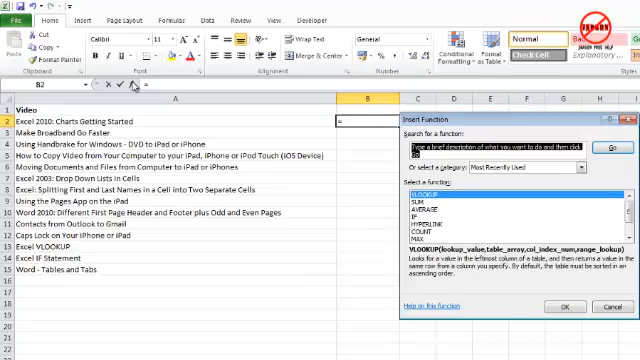 File Home Insert Page Layout Formulas Data Review View Developer
Cut
Copy
Paste Format Painter
Calibri 11 Wrap Text General
B I U Merge & Center
Conditional
Normal Bad
Check Cell
JARGON
JARGON FREE HELP
Clipboard Font Alignment Number
B2 =
A B C D E F G H I
1 Video
2 Excel 2010: Charts Getting Started =
3 Make Broadband Go Faster
4 Using Handbrake for Windows - DVD to iPad or iPhone
5 How to Copy Video from Your Computer to your iPad, iPhone or iPod Touch (iOS Device)
6 Moving Documents and Files from Computer to Computer
7 Excel 2003: Drop Down Lists in Cells
8 Excel: Splitting First and Last Names in a Cell into Two Separate Cells
9 Using the Pages App on the iPad
10 Word 2010: Different First Page Header and Footer plus Odd and Even Pages
11 Contacts from Outlook to Gmail
12 Caps Lock on Your iPhone or iPad
13 Excel VLOOKUP
14 Excel IF Statement
15 Word - Tables and Tabs
16
17
18
19
20
21
22
Insert Function
Search for a function:
Type a brief description of what you want to do and then click Go
Go
Or select a category: Most Recently Used
Select a function:
VLOOKUP
SUM
AVERAGE
IF
HYPERLINK
COUNT
MAX
VLOOKUP(lookup_value,table_array,col_index_num,range_lookup)
Looks for a value in the leftmost column of a table, and then returns a value in the same row from a column you specify. By default, the table must be sorted in an ascending order.
Help on this function OK Cancel